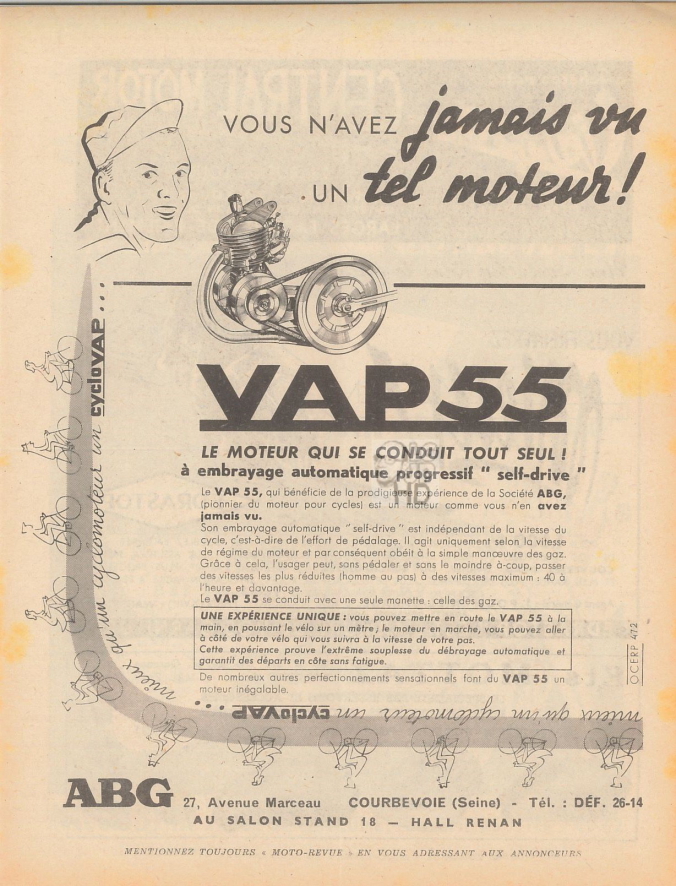 VOUS N'AVEZ jamais vu
UN tel moteur!
VAP 55
LE MOTEUR QUI SE CONDUIT TOUT SEUL !
à embrayage automatique progressif " self-drive "
Le VAP 55, qui bénéficie de la prodigieuse expérience de la Société ABG,
(pionnier du moteur pour cycles) est un moteur comme vous n'en avez
jamais vu.
Son embrayage automatique " self-drive " est indépendant de la vitesse du
cycle, c'est-à-dire de l'effort de pédalage. Il agit uniquement selon la vitesse
de régime du moteur et par conséquent obéit à la simple manœuvre des gaz.
Grâce à cela, l'usager peut, sans pédaler et sans le moindre à-coup, passer
des vitesses les plus réduites (homme au pas) à des vitesses maximum : 40 à
l'heure et davantage.
Le VAP 55 se conduit avec une seule manette : celle des gaz.
UNE EXPÉRIENCE UNIQUE : vous pouvez mettre en route le VAP 55 à la
main, en poussant le vélo sur un mètre ; le moteur en marche, vous pouvez aller
à côté de votre vélo qui vous suivra à la vitesse de votre pas.
Cette expérience prouve l'extrême souplesse du débrayage automatique et
garantit des départs en côte sans fatigue.
De nombreux autres perfectionnements sensationnels font du VAP 55 un
moteur inégalable.
OCERP 472
mieux qu'un cyclomoteur un cycloVAP...
mieux qu'un cyclomoteur un cycloVAP...
ABG 27, Avenue Marceau COURBEVOIE (Seine) - Tél. : DÉF. 26-14
AU SALON STAND 18 — HALL RENAN
MENTIONNEZ TOUJOURS « MOTO-REVUE » EN VOUS ADRESSANT AUX ANNONCEURS